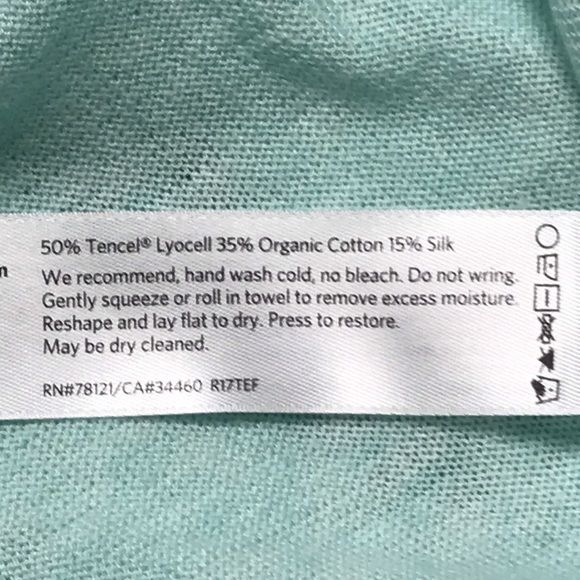 50% Tencel® Lyocell 35% Organic Cotton 15% Silk
We recommend, hand wash cold, no bleach. Do not wring.
Gently squeeze or roll in towel to remove excess moisture.
Reshape and lay flat to dry. Press to restore.
May be dry cleaned.
RN#78121/CA#34460 R17TEF